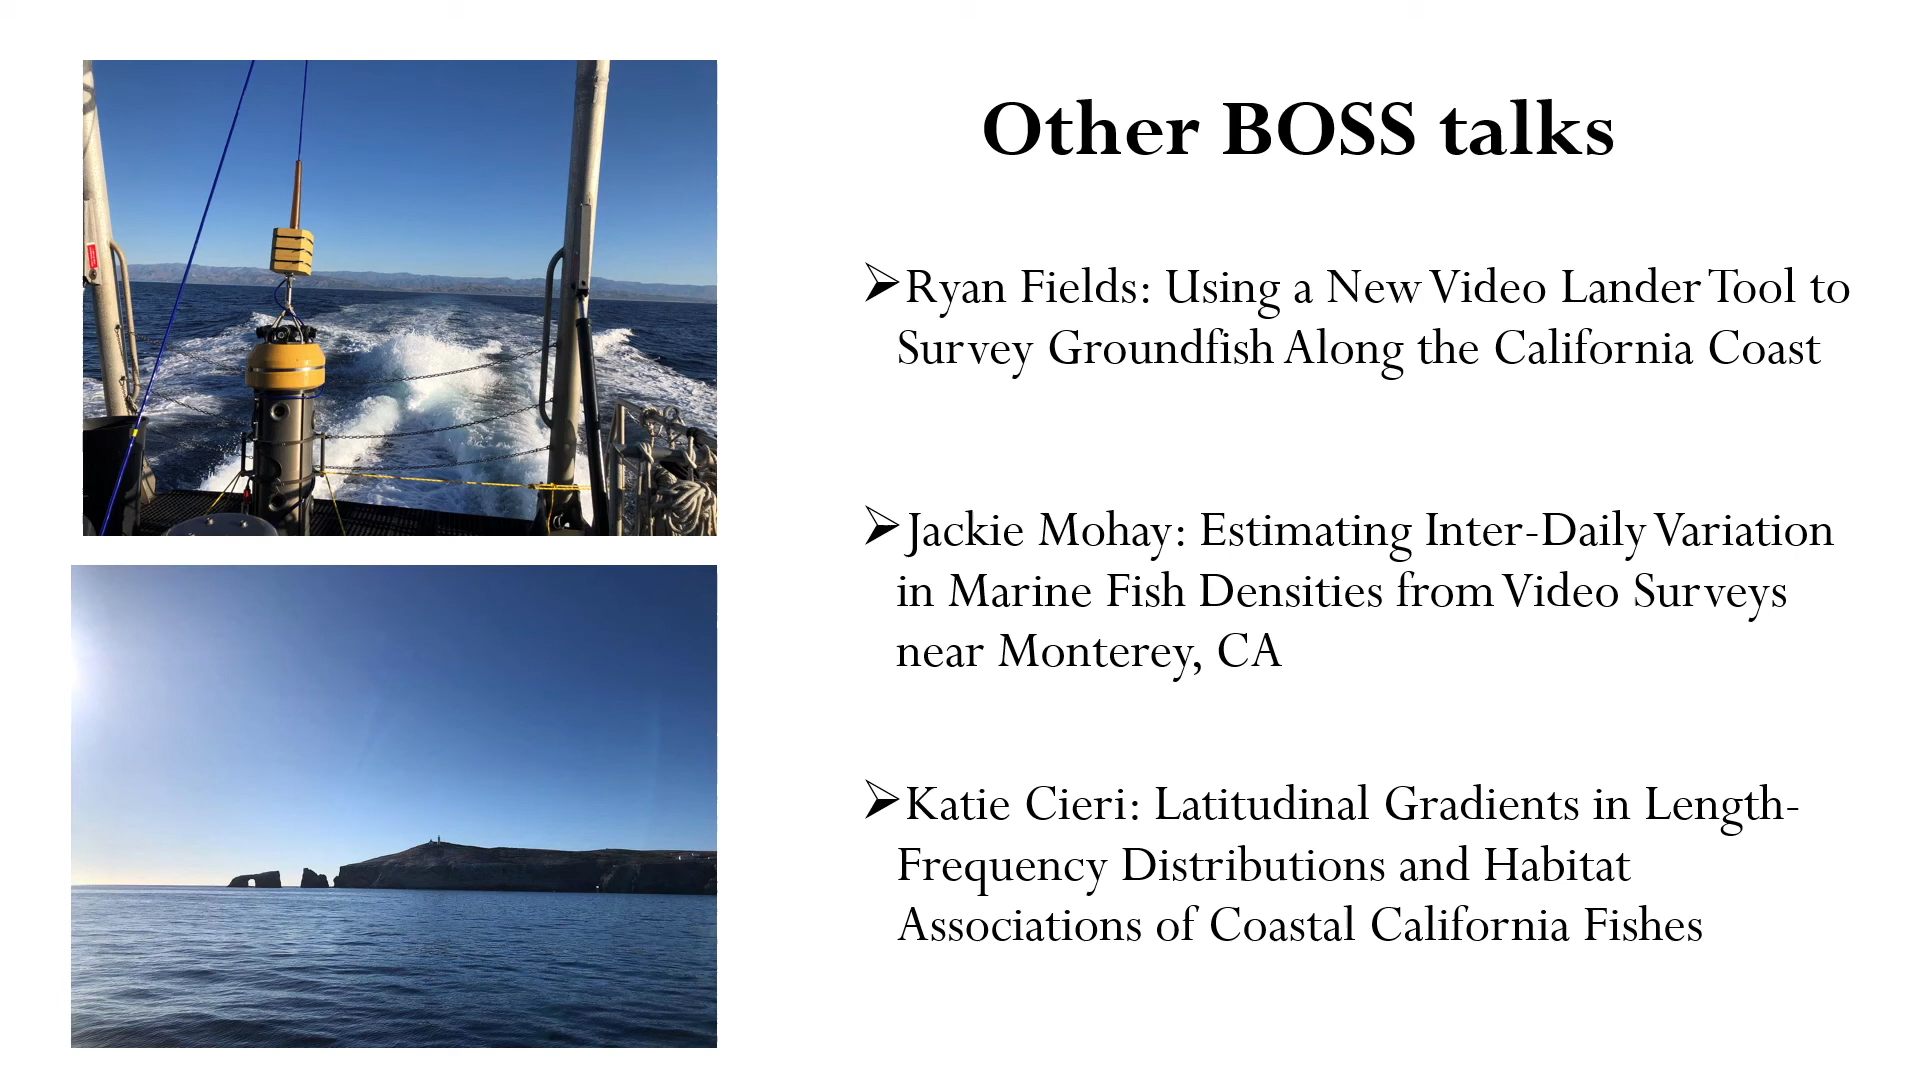 Other BOSS talks
➢Ryan Fields: Using a New Video Lander Tool to
Survey Groundfish Along the California Coast
➢Jackie Mohay: Estimating Inter-Daily Variation
in Marine Fish Densities from Video Surveys
near Monterey, CA
➢Katie Cieri: Latitudinal Gradients in Length-
Frequency Distributions and Habitat
Associations of Coastal California Fishes